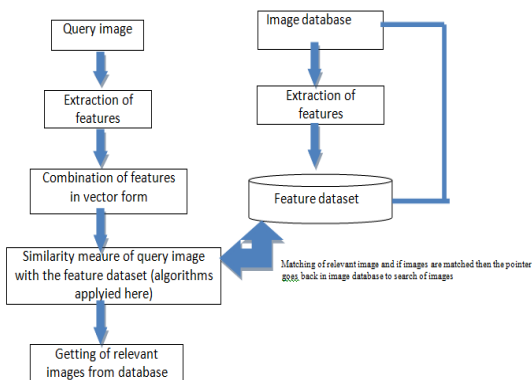 Query image
Extraction of
features
Combination of features
in vector form
Similarity meaure of query image
with the feature dataset (algorithms
applyied here)
Getting of relevant
images from database
Image database
Extraction of
features
Feature dataset
Matching of relevant image and if images are matched then the pointer
goes back in image database to search of images